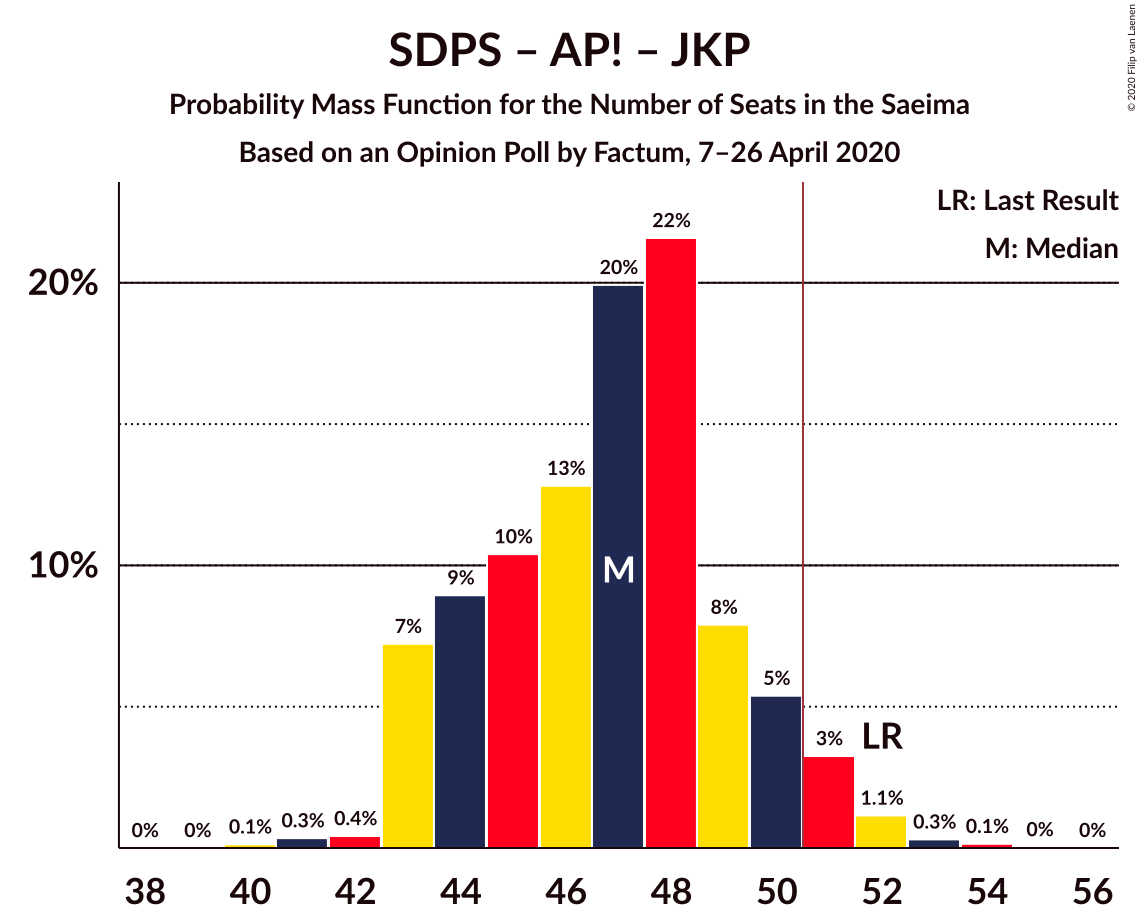 SDPS – AP! – JKP
Probability Mass Function for the Number of Seats in the Saeima
Based on an Opinion Poll by Factum, 7–26 April 2020
© 2020 Filip van Laenen
LR: Last Result
M: Median
20%
10%
0%
0%
0.1%
0.3%
0.4%
7%
9%
10%
13%
20%
22%
8%
5%
3%
1.1%
0.3%
0.1%
0%
0%
M
LR
38 40 42 44 46 48 50 52 54 56